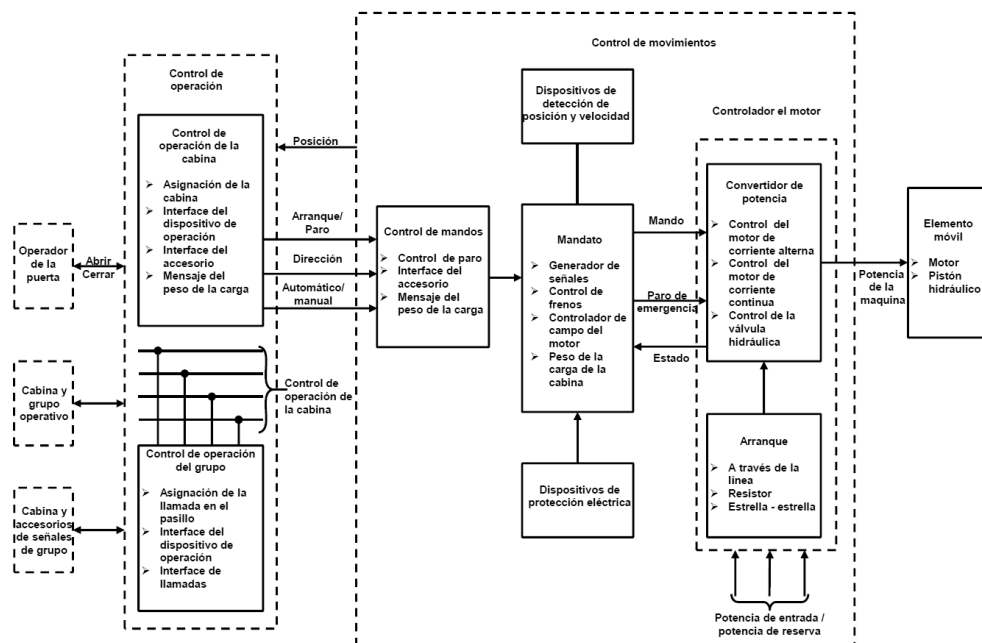 Control de movimientos
Control de
operación
Control de
operación de la
cabina
Asignación de la
cabina
Interface del
dispositivo de
operación
Interface del
accesorio
Mensaje del
peso de la carga
Operador de
la puerta
Abrir
Cerrar
Posición
Arranque/
Paro
Dirección
Automático/
manual
Control de mandos
Control de paro
Interface del
accesorio
Mensaje del
peso de la carga
Dispositivos de
detección de
posición y velocidad
Mandato
Generador de
señales
Control de
frenos
Controlador de
campo del
motor
Peso de la
carga de la
cabina
Dispositivos de
protección eléctrica
Mando
Paro de
emergencia
Estado
Controlador el motor
Convertidor de
potencia
Control del
motor de
corriente alterna
Control del
motor de
corriente
continua
Control de la
válvula
hidráulica
Arranque
A través de la
línea
Resistor
Estrella - estrella
Potencia de entrada /
potencia de reserva
Potencia
de la
maquina
Elemento
móvil
Motor
Pistón
hidráulico
Cabina y
grupo
operativo
Control de
operación de
la cabina
Cabina y
accesorios
de señales
de grupo
Control de operación
del grupo
Asignación de la
llamada en el
pasillo
Interface del
dispositivo de
operación
Interface de
llamadas